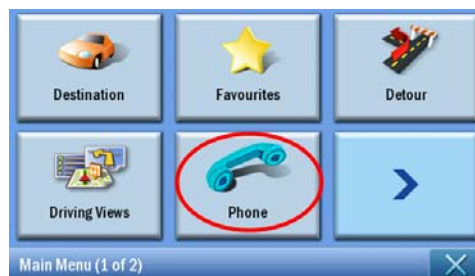 Destination
Favourites
Detour
Driving Views
Phone
Main Menu (1 of 2)